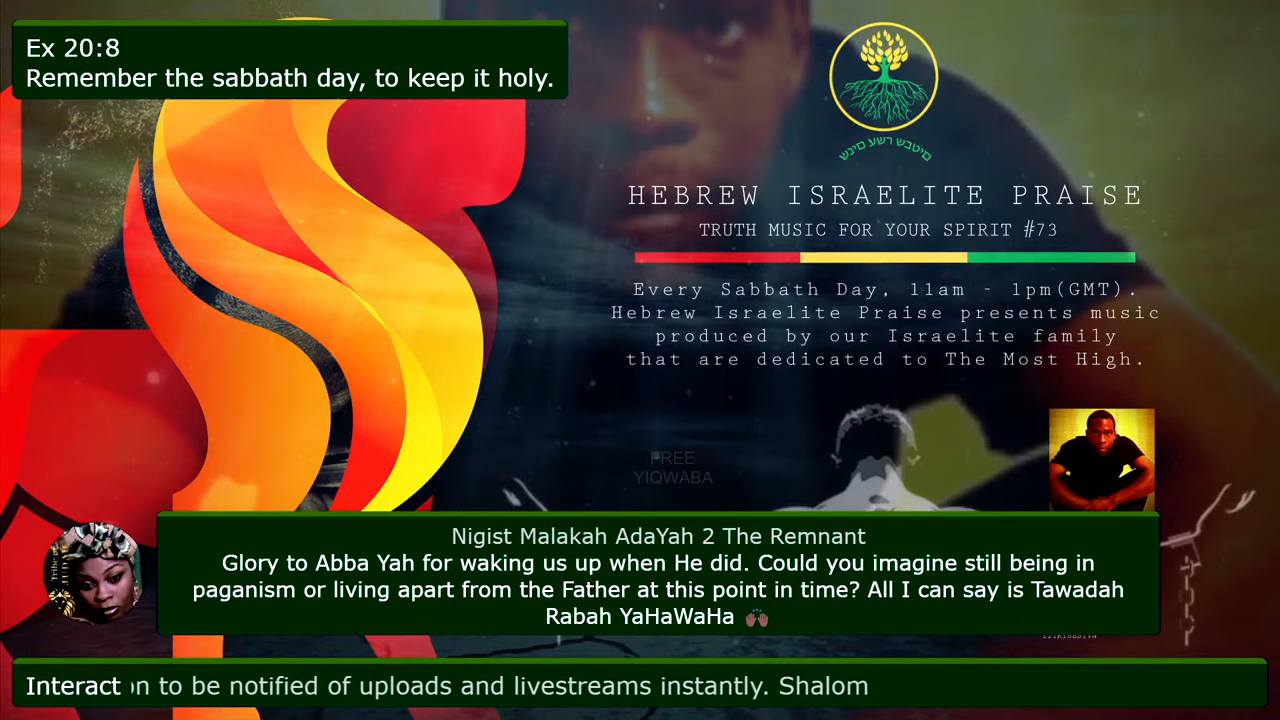 Ex 20:8
Remember the sabbath day, to keep it holy.
שנים עשר שבטים
HEBREW ISRAELITE PRAISE
TRUTH MUSIC FOR YOUR SPIRIT #73
Every Sabbath Day, 11am - 1pm(GMT).
Hebrew Israelite Praise presents music
produced by our Israelite family
that are dedicated to The Most High.
FREE
YIQWABA
Nigist Malakah AdaYah 2 The Remnant
Glory to Abba Yah for waking us up when He did. Could you imagine still being in
paganism or living apart from the Father at this point in time? All I can say is Tawadah
Rabah YaHaWaHa 🙌🏾
Interact on to be notified of uploads and livestreams instantly. Shalom